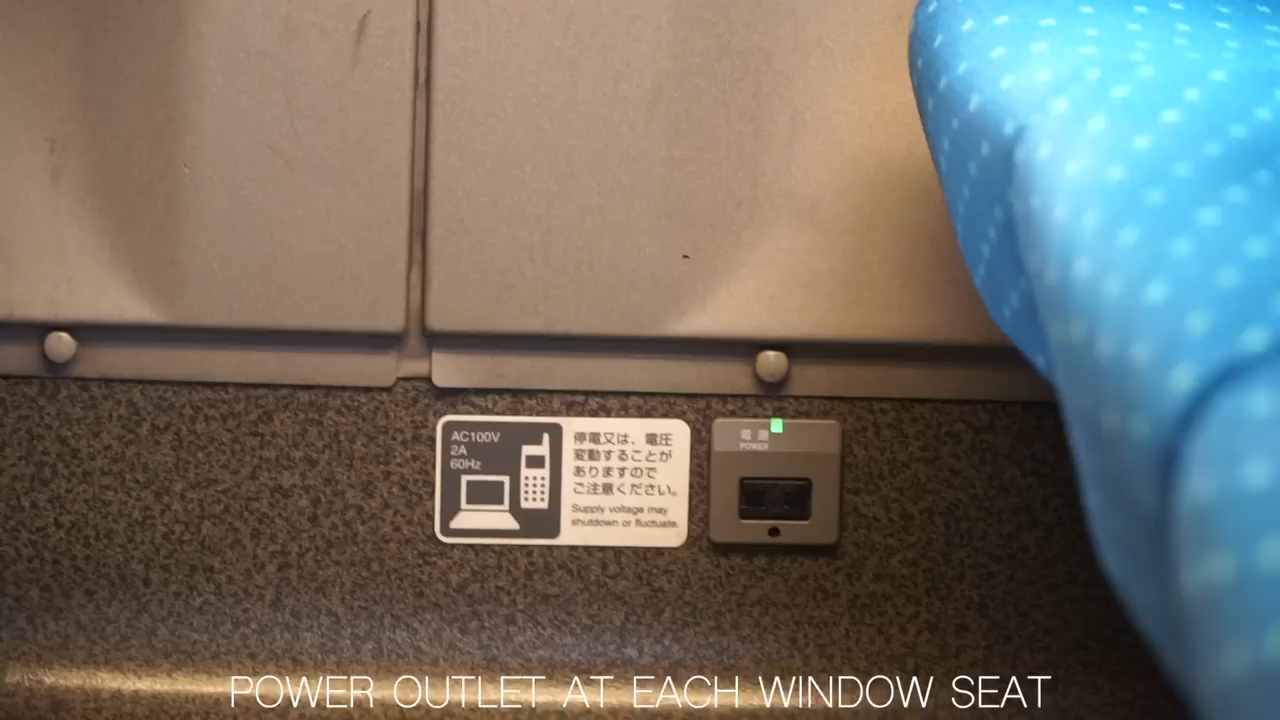 AC100V
2A
60Hz
停電又は、電圧
変動することが
ありますので
ご注意ください。
Supply voltage may
shutdown or fluctuate.
電源
POWER
POWER OUTLET AT EACH WINDOW SEAT